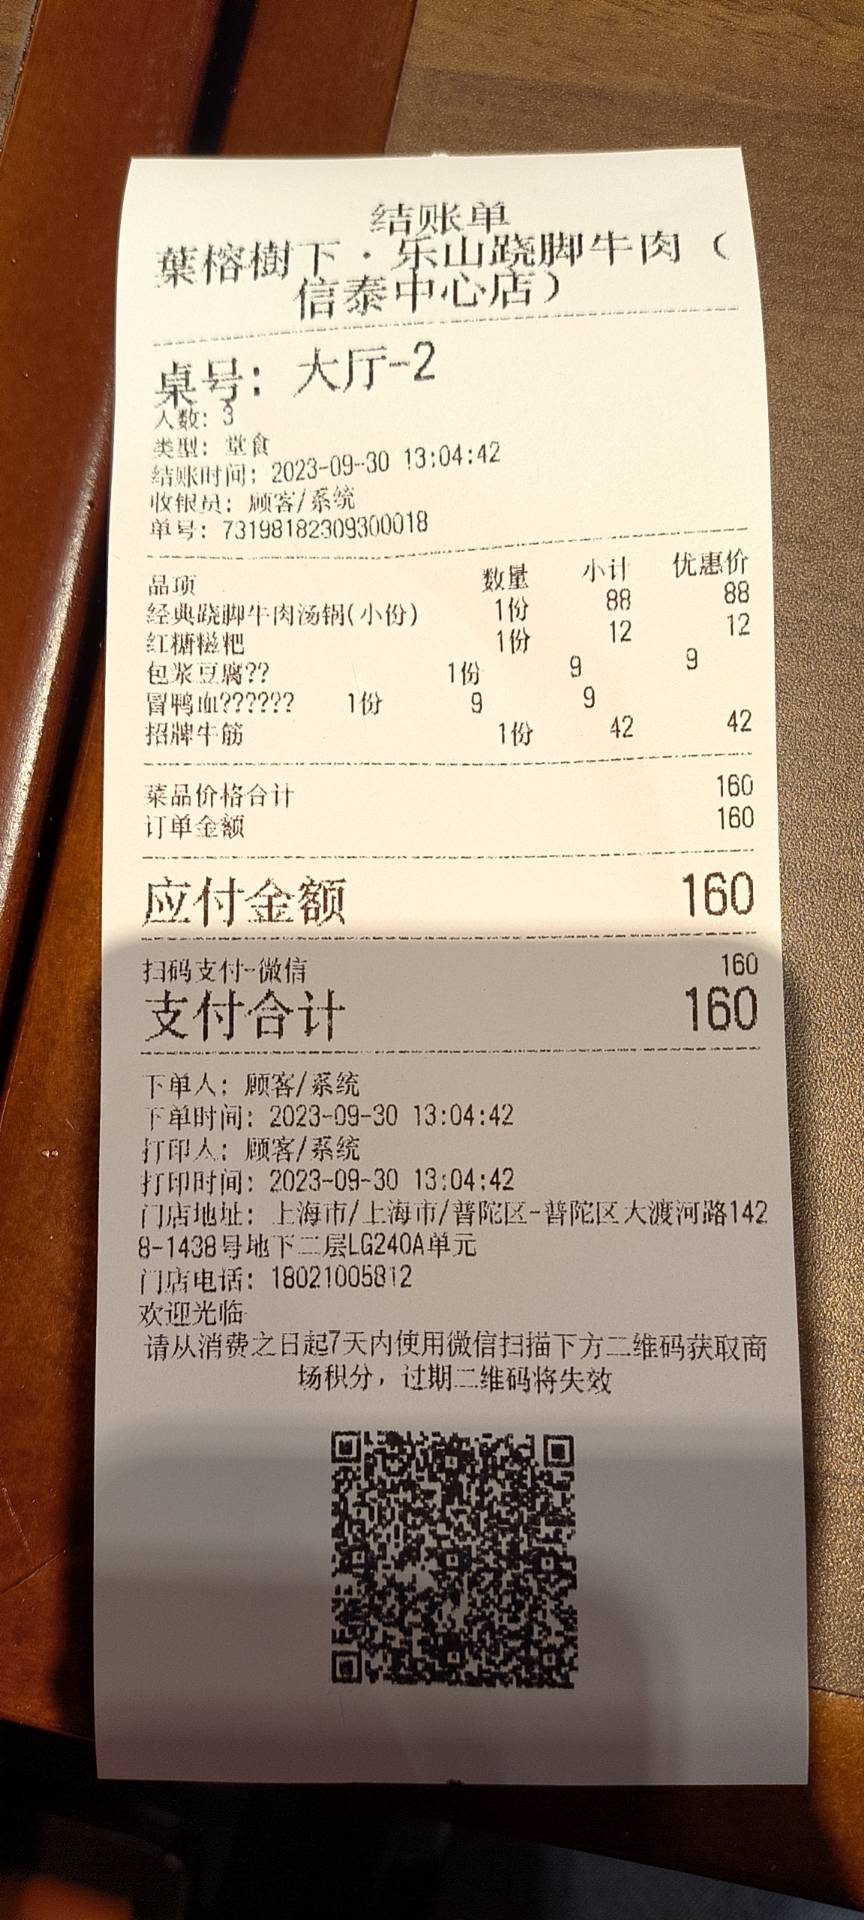 结账单
葉榕樹下·乐山跷脚牛肉（
信泰中心店）
桌号: 大厅-2
人数: 3
类型: 堂食
结账时间: 2023-09-30 13:04:42
收银员: 顾客/系统
单号: 73198182309300018
品项 数量 小计 优惠价
经典跷脚牛肉汤锅(小份) 1份 88 88
红糖糍粑 1份 12 12
包浆豆腐?? 1份 9 9
冒鸭血?????? 1份 9 9
招牌牛筋 1份 42 42
菜品价格合计 160
订单金额 160
应付金额 160
扫码支付-微信 160
支付合计 160
下单人: 顾客/系统
下单时间: 2023-09-30 13:04:42
打印人: 顾客/系统
打印时间: 2023-09-30 13:04:42
门店地址: 上海市/上海市/普陀区-普陀区大渡河路142
8-1438号地下二层LG240A单元
门店电话: 18021005812
欢迎光临
请从消费之日起7天内使用微信扫描下方二维码获取商
场积分，过期二维码将失效